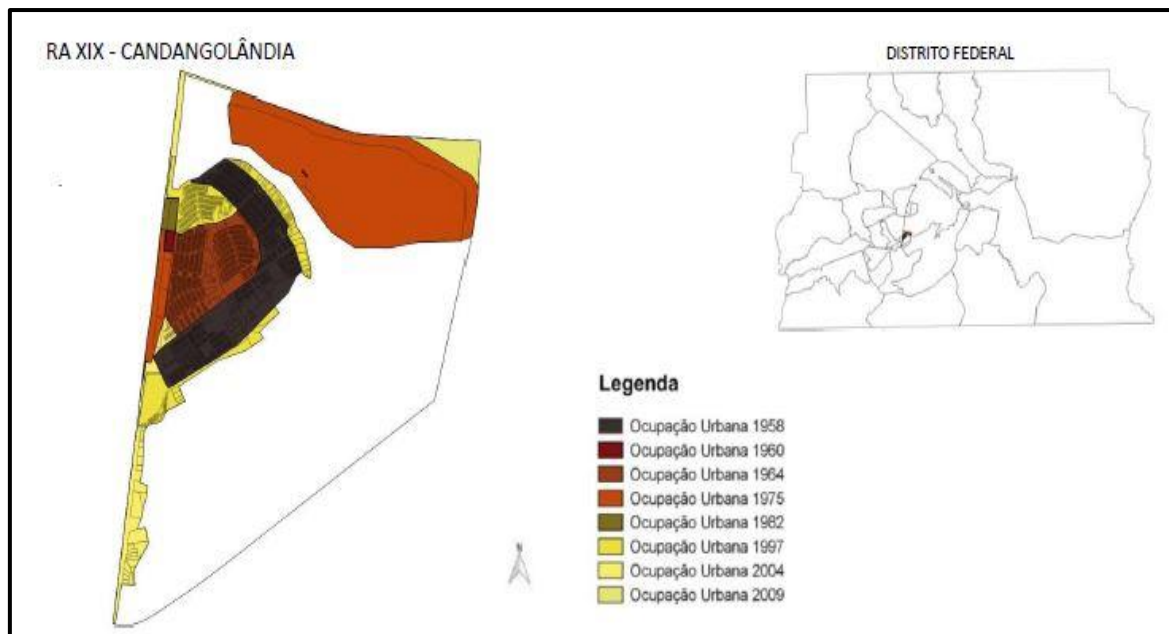 RA XIX - CANDANGOLÂNDIA
DISTRITO FEDERAL
Legenda
Ocupação Urbana 1958
Ocupação Urbana 1960
Ocupação Urbana 1964
Ocupação Urbana 1975
Ocupação Urbana 1982
Ocupação Urbana 1997
Ocupação Urbana 2004
Ocupação Urbana 2009
N